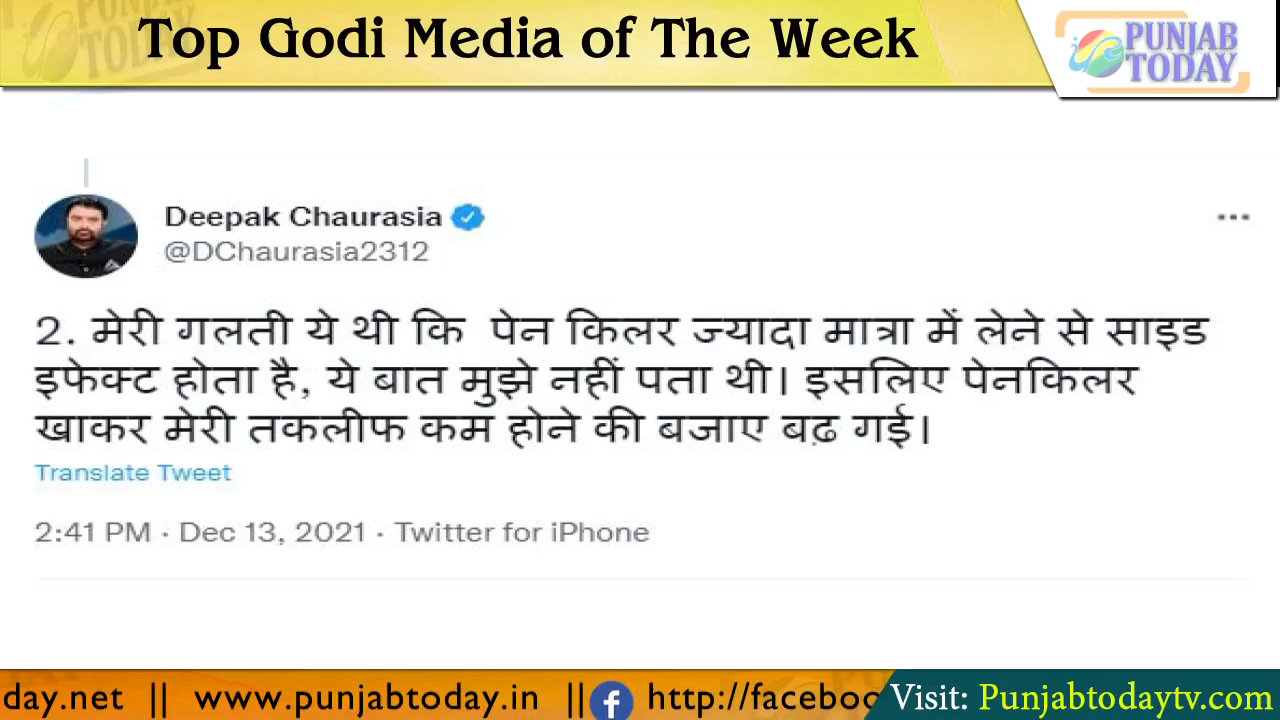 Top Godi Media of The Week
PUNJAB
TODAY
PUNJAB
TODAY
Deepak Chaurasia
@DChaurasia2312
2. मेरी गलती ये थी कि पेन किलर ज्यादा मात्रा में लेने से साइड
इफेक्ट होता है, ये बात मुझे नहीं पता थी। इसलिए पेनकिलर
खाकर मेरी तकलीफ कम होने की बजाए बढ़ गई।
Translate Tweet
2:41 PM · Dec 13, 2021 · Twitter for iPhone
day.net || www.punjabtoday.in || http://faceboo
Visit: Punjabtodaytv.com